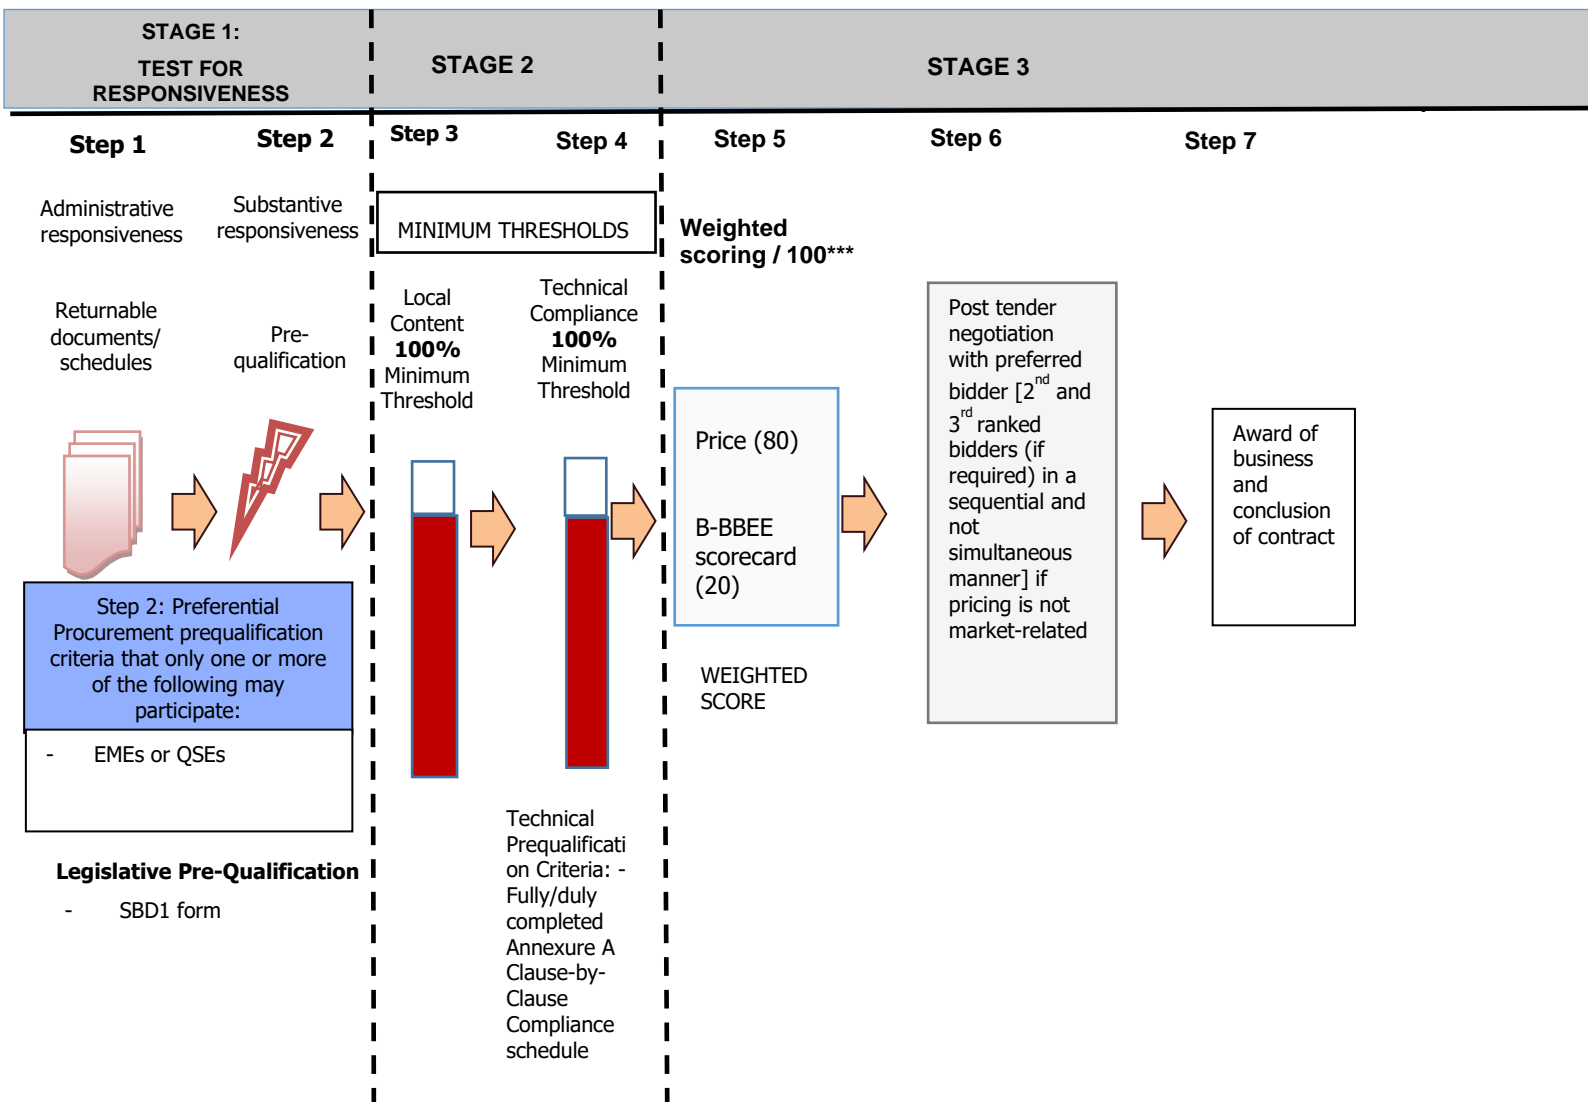 STAGE 1:
TEST FOR
RESPONSIVENESS
STAGE 2
STAGE 3
Step 1
Step 2
Step 3
Step 4
Step 5
Step 6
Step 7
Administrative
responsiveness
Substantive
responsiveness
MINIMUM THRESHOLDS
Weighted
scoring / 100***
Returnable
documents/
schedules
Pre-
qualification
Local
Content
100%
Minimum
Threshold
Technical
Compliance
100%
Minimum
Threshold
Price (80)
B-BBEE
scorecard
(20)
WEIGHTED
SCORE
Post tender
negotiation
with preferred
bidder [2nd and
3rd ranked
bidders (if
required) in a
sequential and
not
simultaneous
manner] if
pricing is not
market-related
Award of
business
and
conclusion
of contract
Step 2: Preferential
Procurement prequalification
criteria that only one or more
of the following may
participate:
- EMEs or QSEs
Legislative Pre-Qualification
- SBD1 form
Technical
Prequalificati
on Criteria: -
Fully/duly
completed
Annexure A
Clause-by-
Clause
Compliance
schedule